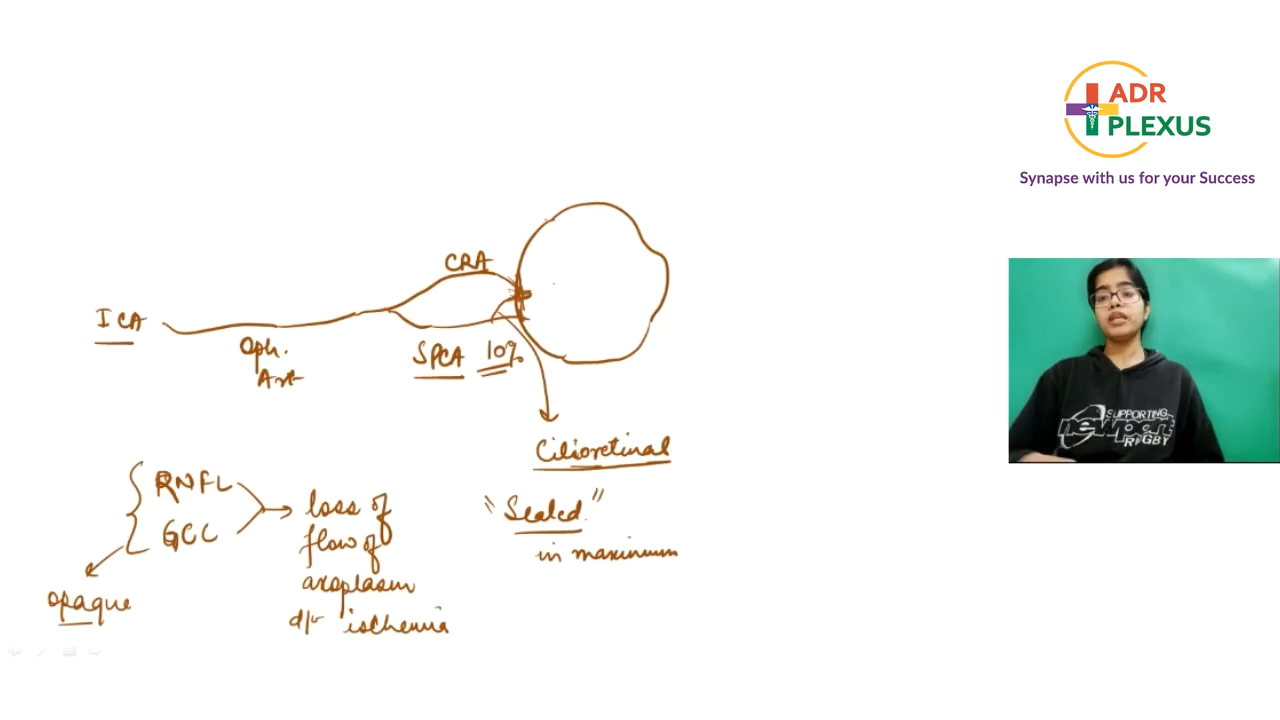 ADR
PLEXUS
Synapse with us for your Success
CRA
ICA
Oph.
Art
SPCA 10%
Cilioretinal
"Sealed"
in maximum
RNFL
GCC
opaque
loss of
flow of
axoplasm
d/t ischemia
SUPPORTING
newport
RUGBY